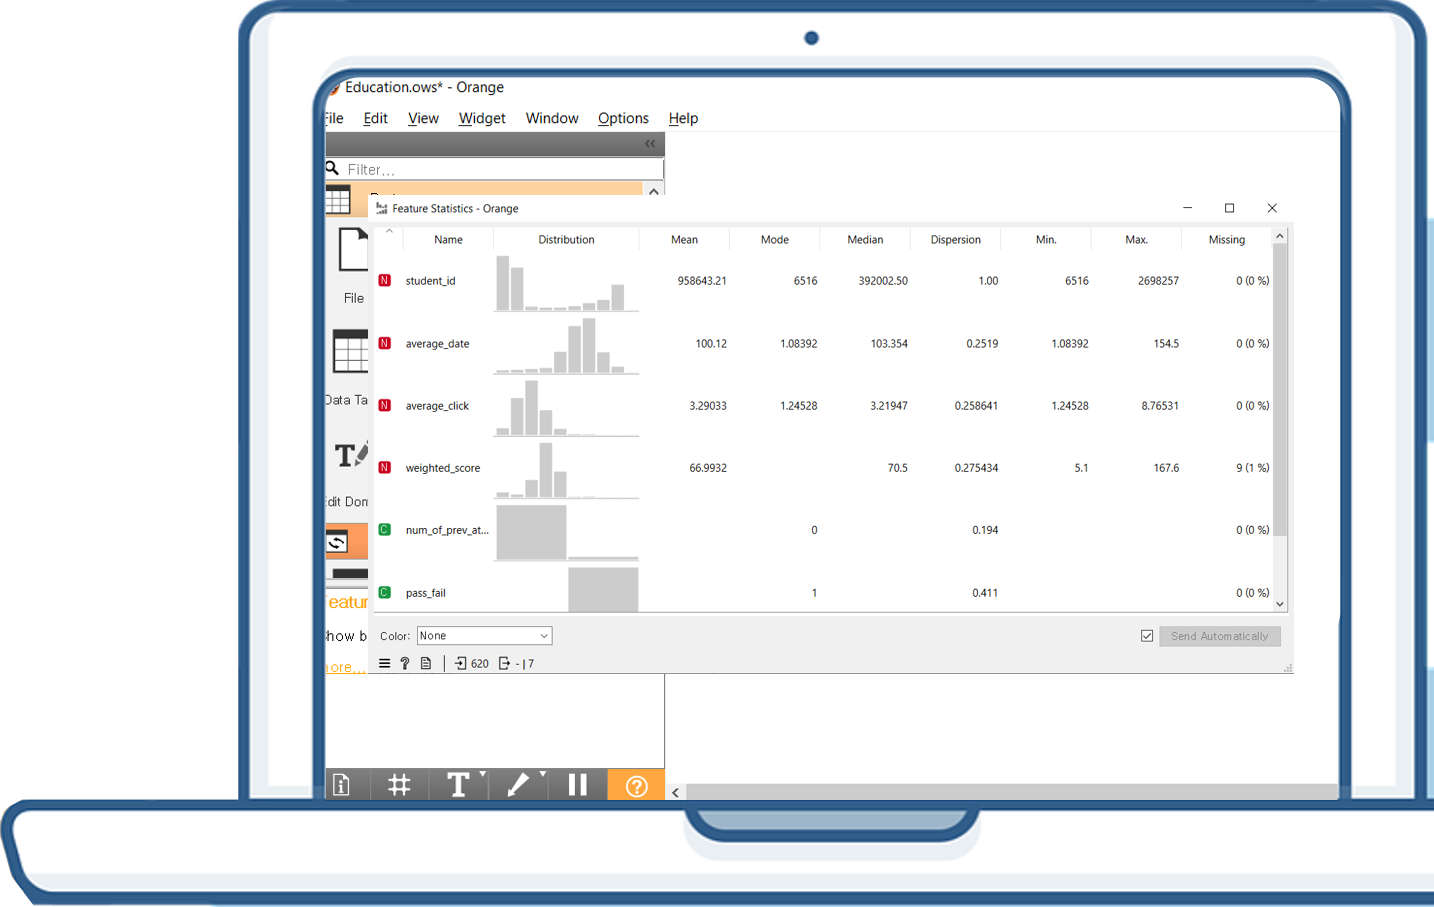 Education.ows* - Orange
File Edit View Widget Window Options Help
Filter...
Feature Statistics - Orange
Name Distribution Mean Mode Median Dispersion Min. Max. Missing
N student_id 958643.21 6516 392002.50 1.00 6516 2698257 0 (0 %)
File
N average_date 100.12 1.08392 103.354 0.2519 1.08392 154.5 0 (0 %)
Data Ta
N average_click 3.29033 1.24528 3.21947 0.258641 1.24528 8.76531 0 (0 %)
N weighted_score 66.9932 70.5 0.275434 5.1 167.6 9 (1 %)
Edit Dom
C num_of_prev_at... 0 0.194 0 (0 %)
C pass_fail 1 0.411 0 (0 %)
Featur
Show b
Color: None Send Automatically
more...
620 - | 7